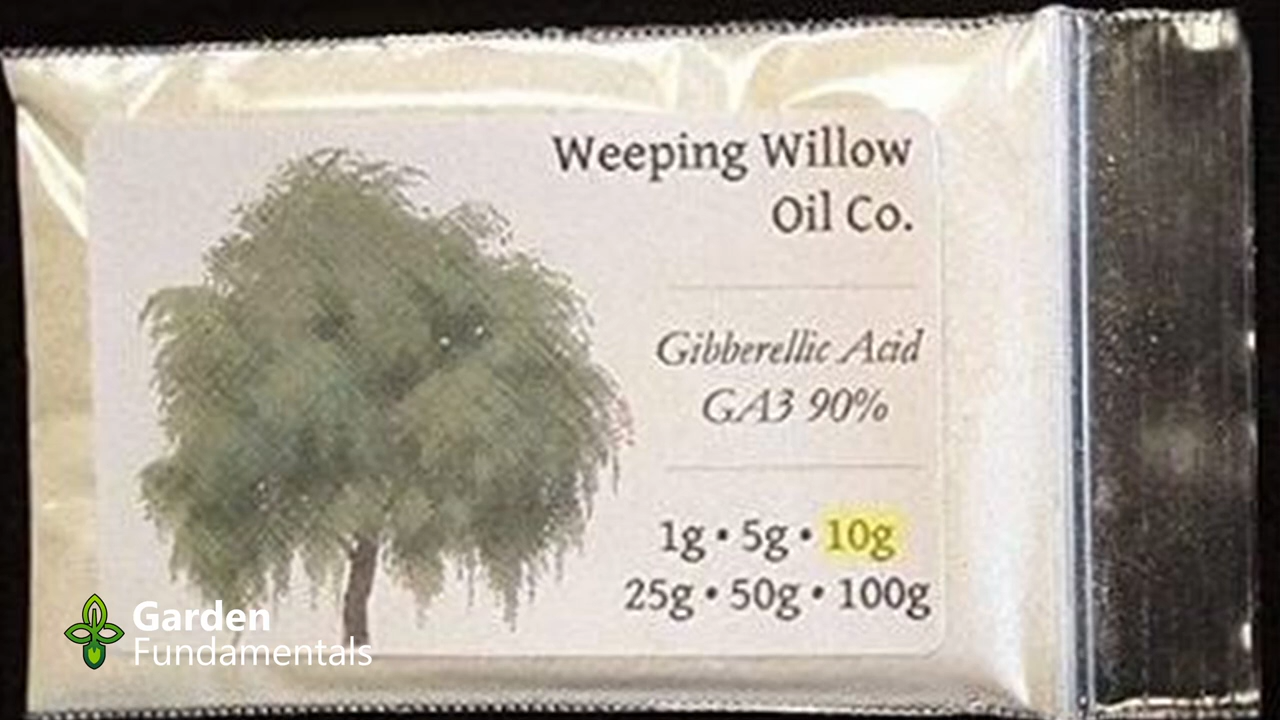 Weeping Willow
Oil Co.
Gibberellic Acid
GA3 90%
1g • 5g • 10g
25g • 50g • 100g
Garden
Fundamentals